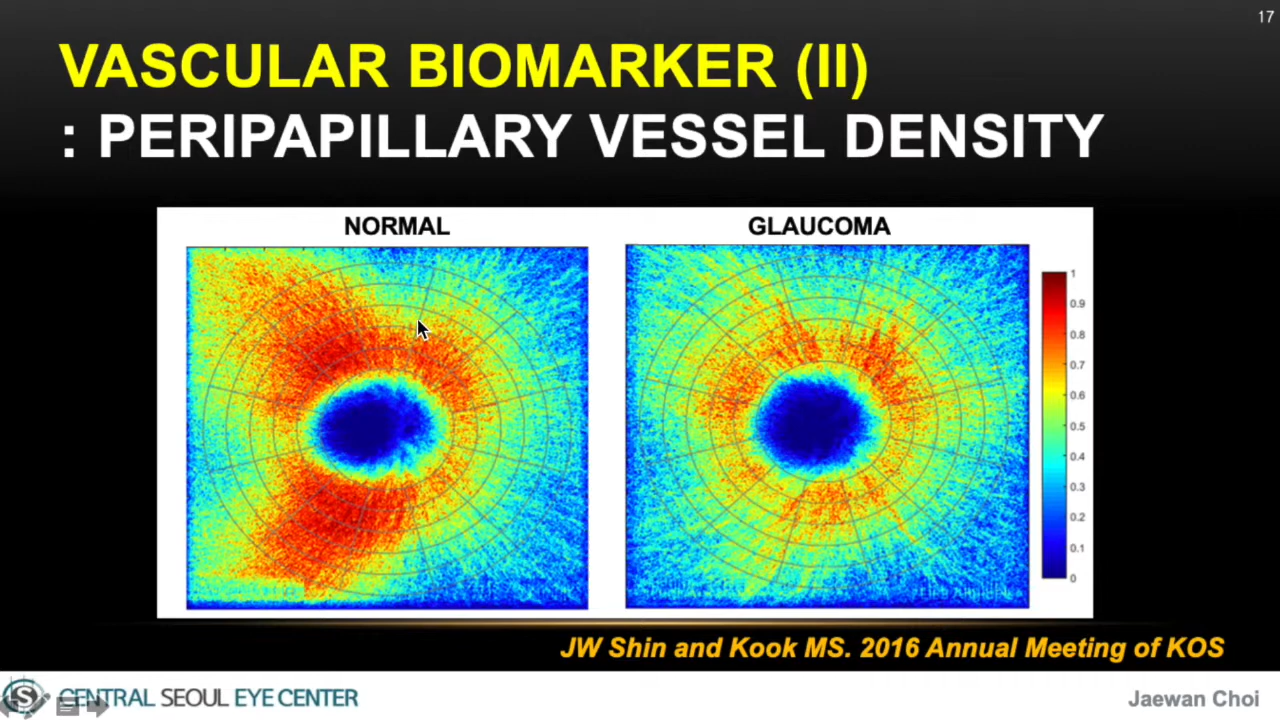 17
VASCULAR BIOMARKER (II)
: PERIPAPILLARY VESSEL DENSITY
NORMAL
GLAUCOMA
1
0.9
0.8
0.7
0.6
0.5
0.4
0.3
0.2
0.1
0
JW Shin and Kook MS. 2016 Annual Meeting of KOS
S
CENTRAL SEOUL EYE CENTER
Jaewan Choi